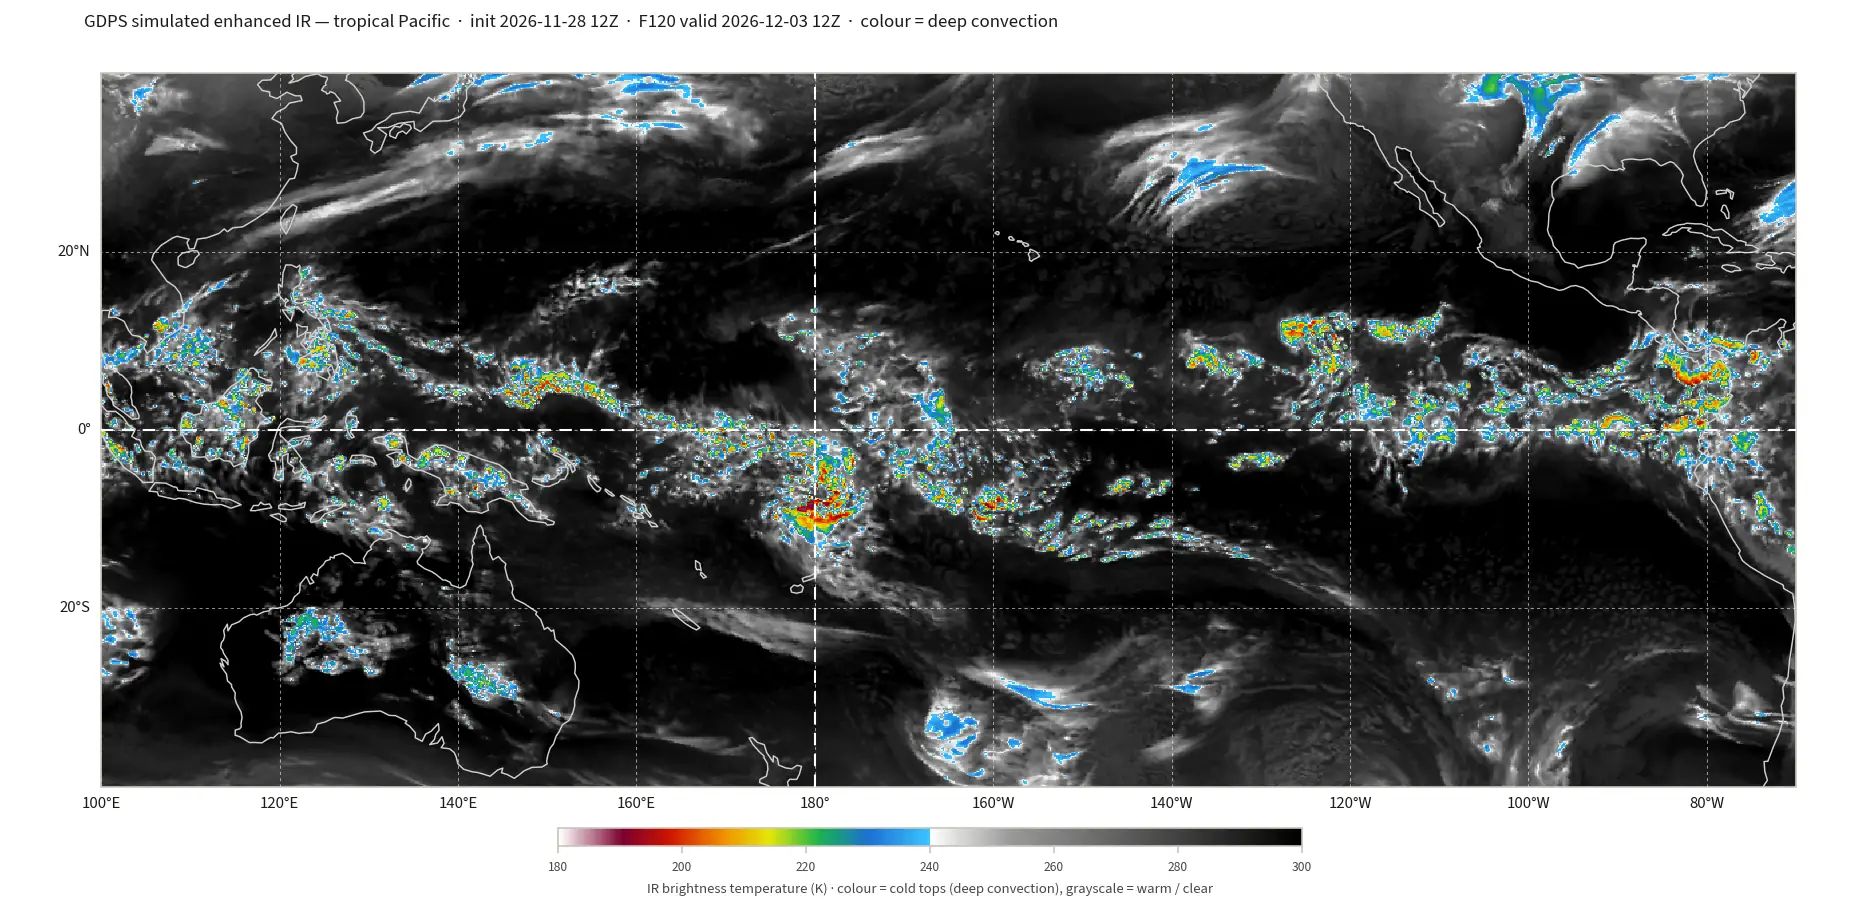 GDPS simulated enhanced IR — tropical Pacific · init 2026-11-28 12Z · F120 valid 2026-12-03 12Z · colour = deep convection
20°N
0°
20°S
100°E 120°E 140°E 160°E 180° 160°W 140°W 120°W 100°W 80°W
180 200 220 240 260 280 300
IR brightness temperature (K) · colour = cold tops (deep convection), grayscale = warm / clear